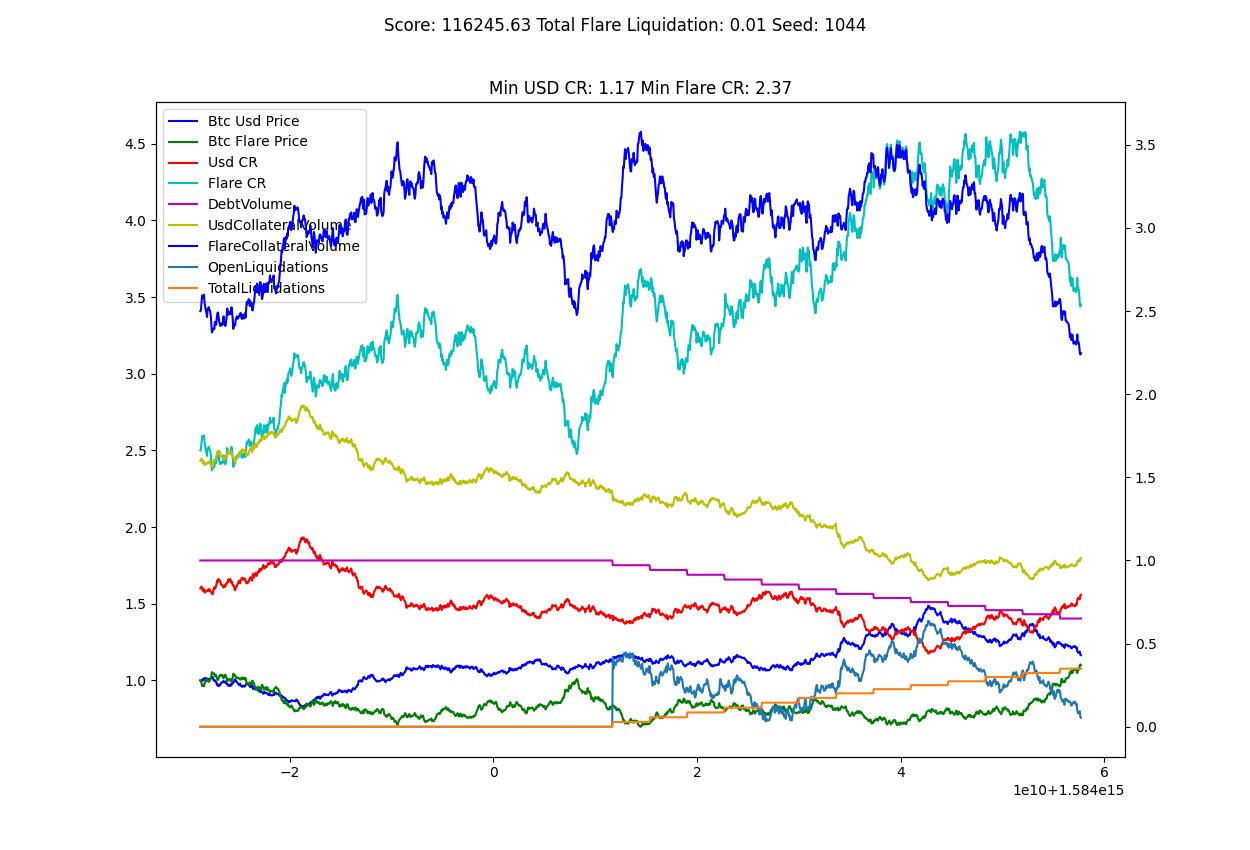 Score: 116245.63 Total Flare Liquidation: 0.01 Seed: 1044
Min USD CR: 1.17 Min Flare CR: 2.37
Btc Usd Price
Btc Flare Price
Usd CR
Flare CR
DebtVolume
UsdCollateralVolume
FlareCollateralVolume
OpenLiquidations
TotalLiquidations
4.5
4.0
3.5
3.0
2.5
2.0
1.5
1.0
3.5
3.0
2.5
2.0
1.5
1.0
0.5
0.0
−2
0
2
4
6
1e10+1.584e15